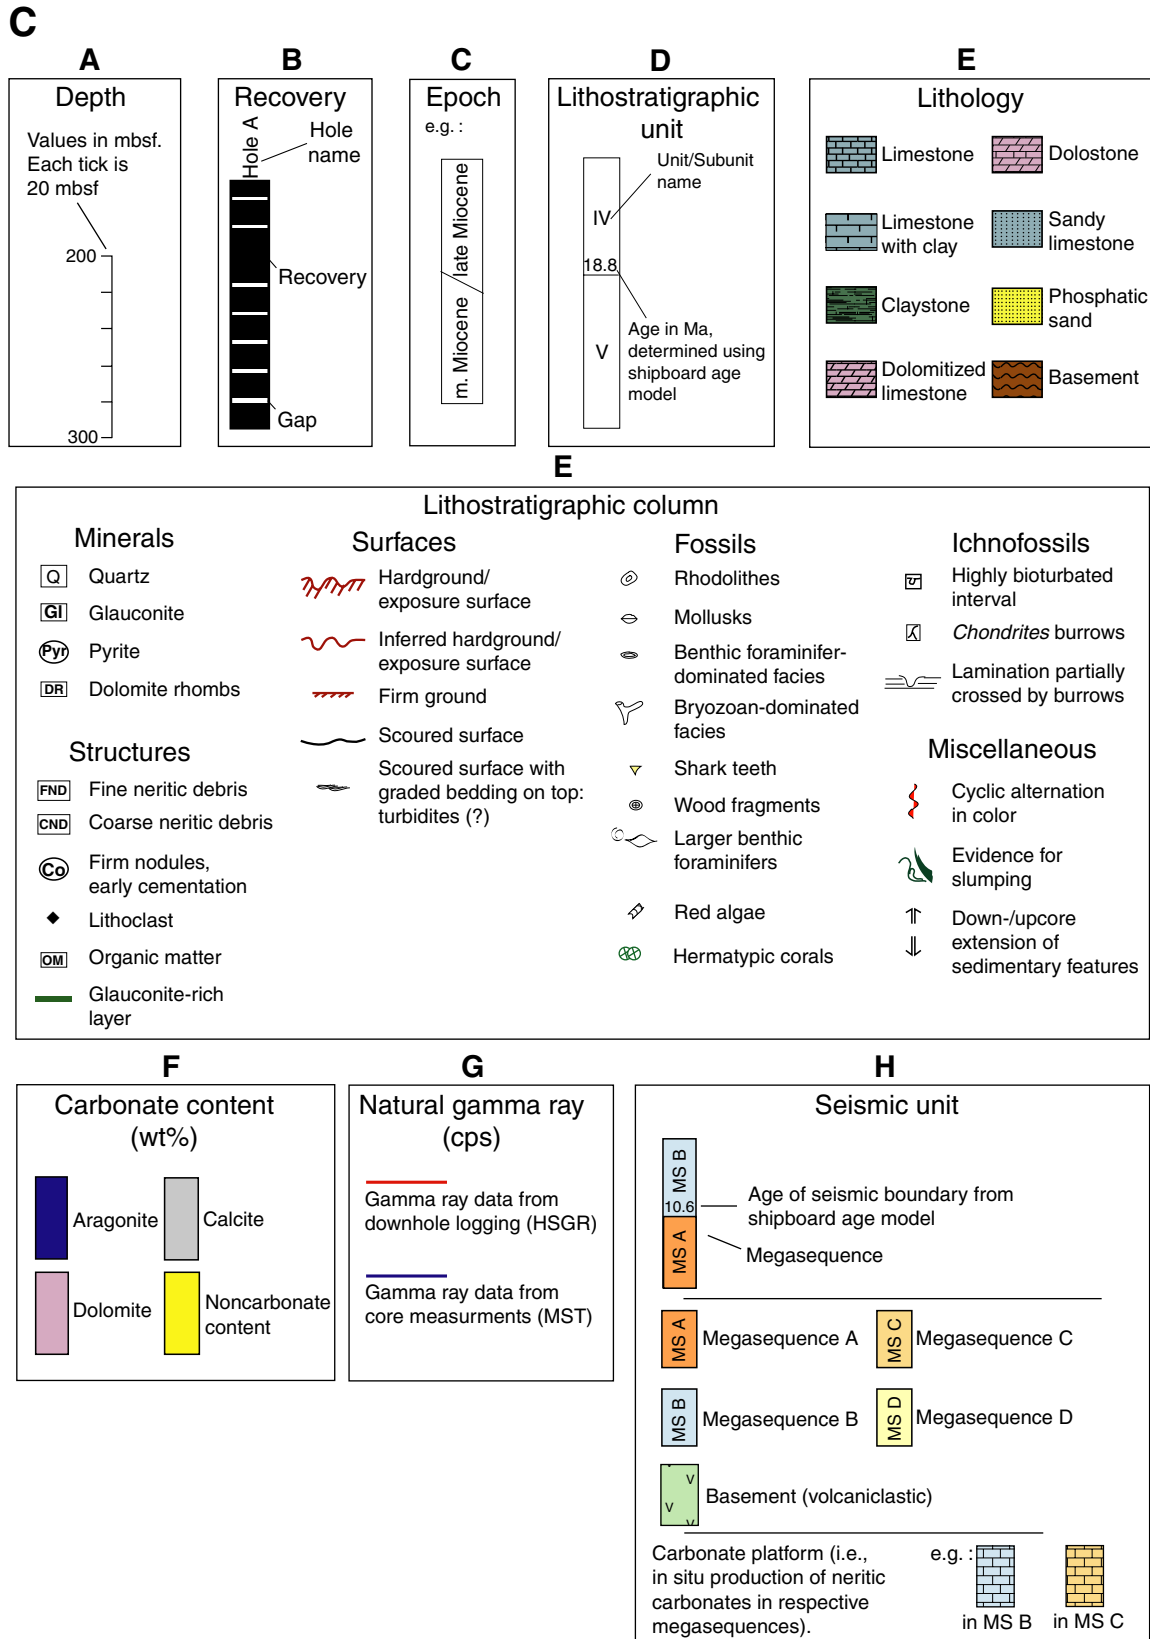 C
A
Depth
Values in mbsf.
Each tick is
20 mbsf
200
300
B
Recovery
Hole A
Hole
name
Recovery
Gap
C
Epoch
e.g. :
late Miocene
m. Miocene
D
Lithostratigraphic
unit
Unit/Subunit
name
IV
18.8
V
Age in Ma,
determined using
shipboard age
model
E
Lithology
Limestone
Dolostone
Limestone
with clay
Sandy
limestone
Claystone
Phosphatic
sand
Dolomitized
limestone
Basement
E
Lithostratigraphic column
Minerals
Q Quartz
Gl Glauconite
Pyr Pyrite
DR Dolomite rhombs
Structures
FND Fine neritic debris
CND Coarse neritic debris
Co Firm nodules,
early cementation
Lithoclast
OM Organic matter
Glauconite-rich
layer
Surfaces
Hardground/
exposure surface
Inferred hardground/
exposure surface
Firm ground
Scoured surface
Scoured surface with
graded bedding on top:
turbidites (?)
Fossils
Rhodolithes
Mollusks
Benthic foraminifer-
dominated facies
Bryozoan-dominated
facies
Shark teeth
Wood fragments
Larger benthic
foraminifers
Red algae
Hermatypic corals
Ichnofossils
Highly bioturbated
interval
Chondrites burrows
Lamination partially
crossed by burrows
Miscellaneous
Cyclic alternation
in color
Evidence for
slumping
Down-/upcore
extension of
sedimentary features
F
Carbonate content
(wt%)
Aragonite
Calcite
Dolomite
Noncarbonate
content
G
Natural gamma ray
(cps)
Gamma ray data from
downhole logging (HSGR)
Gamma ray data from
core measurments (MST)
H
Seismic unit
MS B
10.6
MS A
Age of seismic boundary from
shipboard age model
Megasequence
MS A Megasequence A
MS C Megasequence C
MS B Megasequence B
MS D Megasequence D
V
V
V
Basement (volcaniclastic)
Carbonate platform (i.e.,
in situ production of neritic
carbonates in respective
megasequences).
e.g. :
in MS B
in MS C